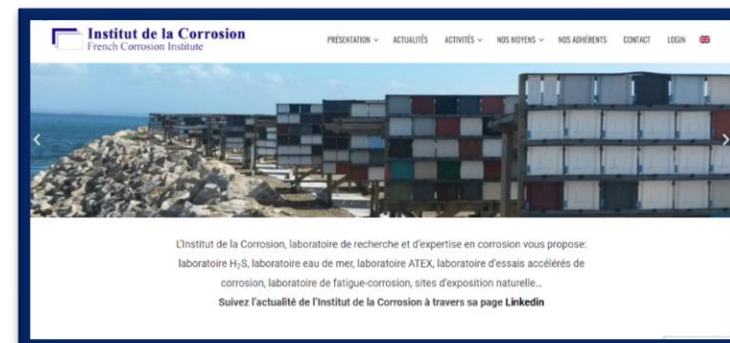 Institut de la Corrosion
French Corrosion Institute
PRÉSENTATION ACTUALITÉS ACTIVITÉS NOS MOYENS NOS ADHÉRENTS CONTACT LOGIN
L'Institut de la Corrosion, laboratoire de recherche et d'expertise en corrosion vous propose:
laboratoire H₂S, laboratoire eau de mer, laboratoire ATEX, laboratoire d'essais accélérés de
corrosion, laboratoire de fatigue-corrosion, sites d'exposition naturelle...
Suivez l'actualité de l'Institut de la Corrosion à travers sa page Linkedin